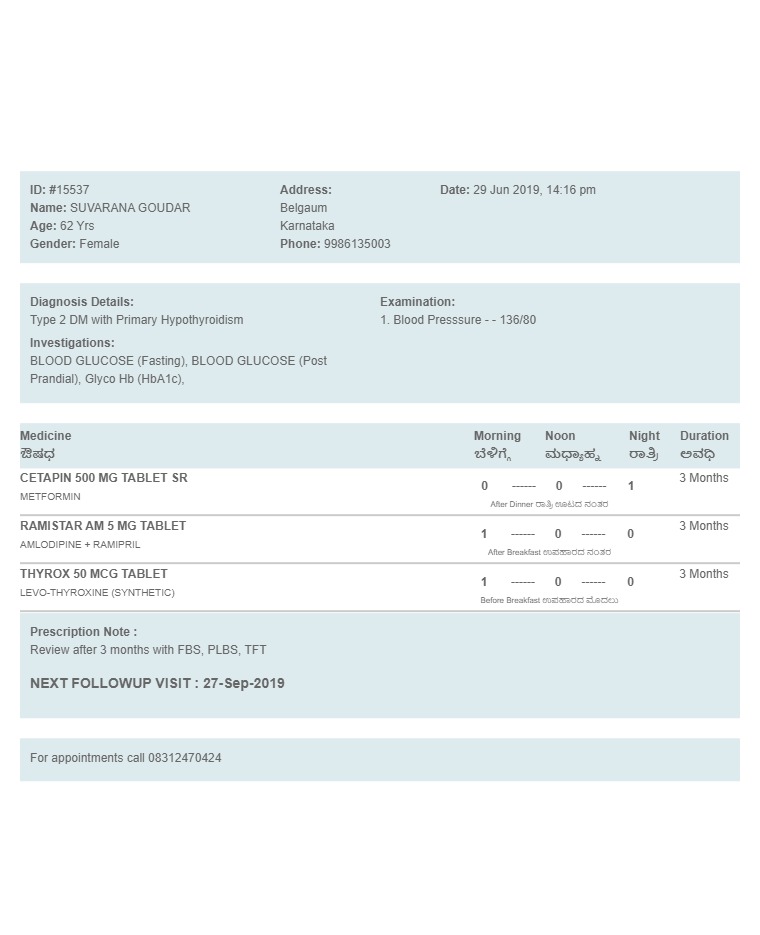 ID: #15537
Name: SUVARANA GOUDAR
Age: 62 Yrs
Gender: Female
Address:
Belgaum
Karnataka
Phone: 9986135003
Date: 29 Jun 2019, 14:16 pm
Diagnosis Details:
Type 2 DM with Primary Hypothyroidism
Investigations:
BLOOD GLUCOSE (Fasting), BLOOD GLUCOSE (Post
Prandial), Glyco Hb (HbA1c),
Examination:
1. Blood Presssure - - 136/80
Medicine Morning Noon Night Duration
ಔಷಧ ಬೆಳಿಗ್ಗೆ ಮಧ್ಯಾಹ್ನ ರಾತ್ರಿ ಅವಧಿ
CETAPIN 500 MG TABLET SR 0 ------ 0 ------ 1 3 Months
METFORMIN After Dinner ರಾತ್ರಿ ಊಟದ ನಂತರ
RAMISTAR AM 5 MG TABLET 1 ------ 0 ------ 0 3 Months
AMLODIPINE + RAMIPRIL After Breakfast ಉಪಹಾರದ ನಂತರ
THYROX 50 MCG TABLET 1 ------ 0 ------ 0 3 Months
LEVO-THYROXINE (SYNTHETIC) Before Breakfast ಉಪಹಾರದ ಮೊದಲು
Prescription Note :
Review after 3 months with FBS, PLBS, TFT
NEXT FOLLOWUP VISIT : 27-Sep-2019
For appointments call 08312470424